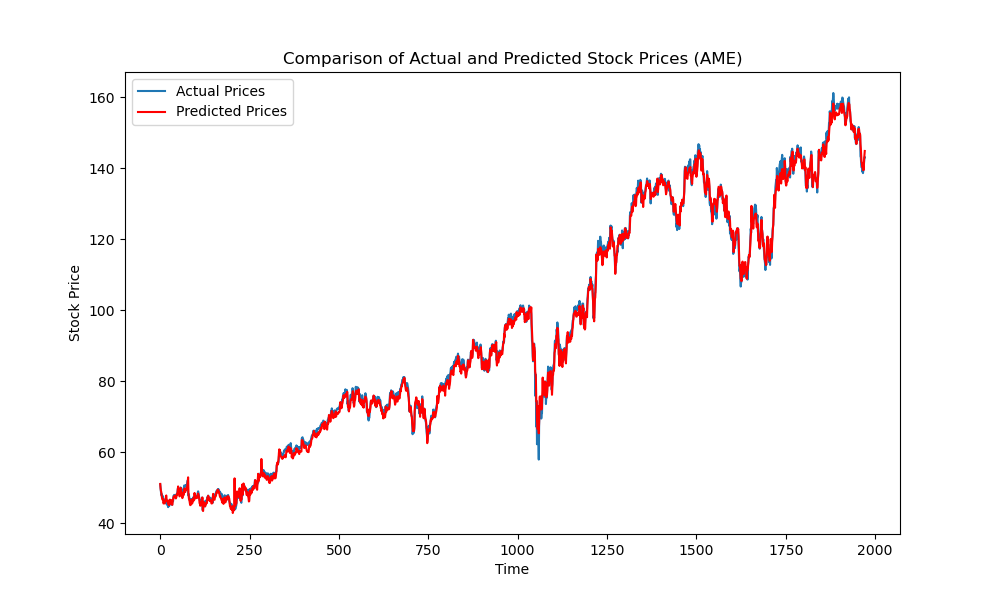 Comparison of Actual and Predicted Stock Prices (AME)
Actual Prices
Predicted Prices
160
140
120
100
80
60
40
Stock Price
0 250 500 750 1000 1250 1500 1750 2000
Time